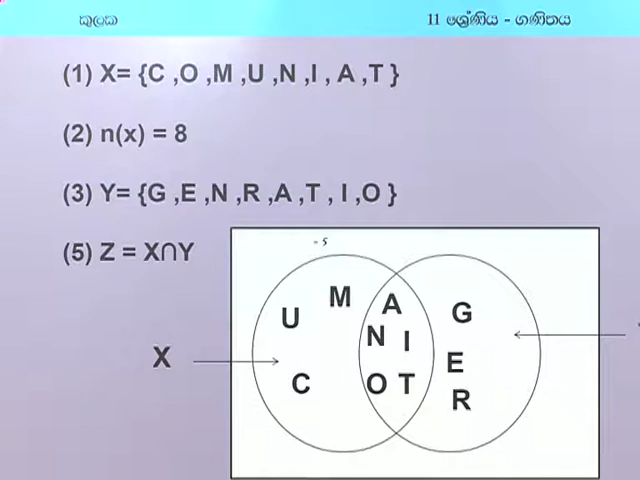 කුලක
11 ශ්‍රේණිය - ගණිතය
(1) X= {C ,O ,M ,U ,N ,I , A ,T }
(2) n(x) = 8
(3) Y= {G ,E ,N ,R ,A ,T , I ,O }
(5) Z = X∩Y
M A
U G
N I
X E
C O T R